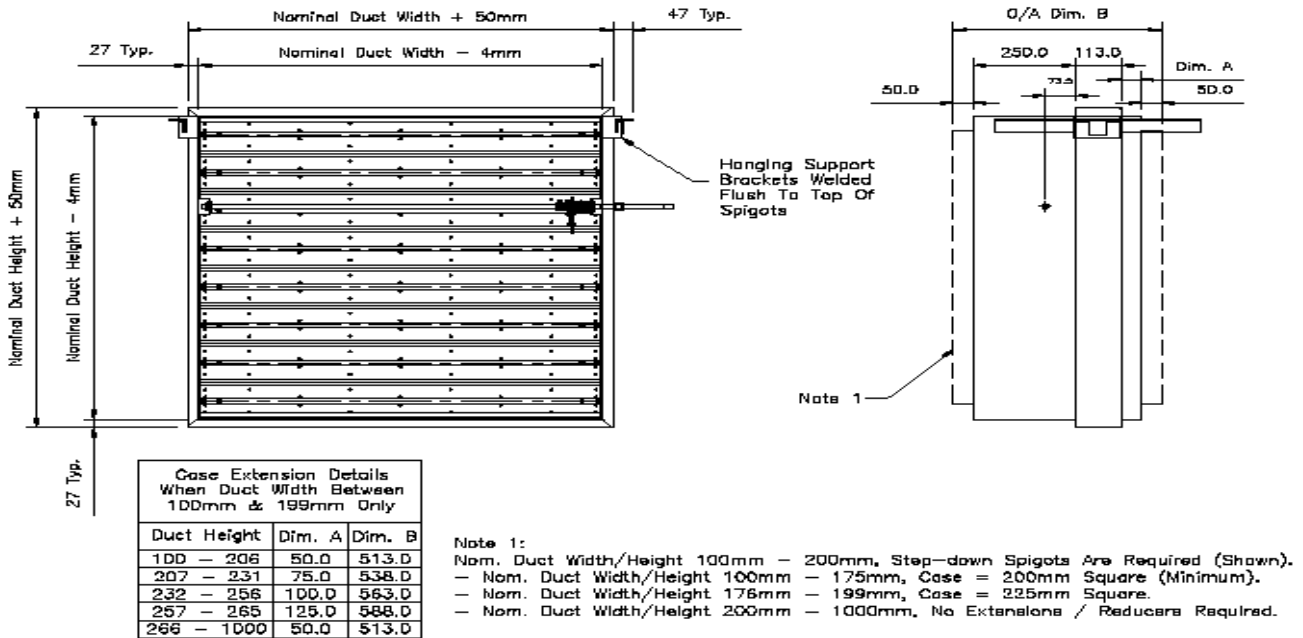 Nominal Duct Width + 50mm
47 Typ.
27 Typ.
Nominal Duct Width - 4mm
O/A Dim. B
250.0
113.0
Dim. A
73.5
50.0
50.0
Nominal Duct Height + 50mm
Nominal Duct Height - 4mm
Hanging Support
Brackets Welded
Flush To Top Of
Spigots
Note 1
27 Typ.
Case Extension Details
When Duct Width Between
100mm & 199mm Only
Duct Height Dim. A Dim. B
100 - 206 50.0 513.0
207 - 231 75.0 538.0
232 - 256 100.0 563.0
257 - 265 125.0 588.0
266 - 1000 50.0 513.0
Note 1:
Nom. Duct Width/Height 100mm - 200mm, Step-down Spigots Are Required (Shown).
- Nom. Duct Width/Height 100mm - 175mm, Case = 200mm Square (Minimum).
- Nom. Duct Width/Height 176mm - 199mm, Case = 225mm Square.
- Nom. Duct Width/Height 200mm - 1000mm, No Extensions / Reducers Required.